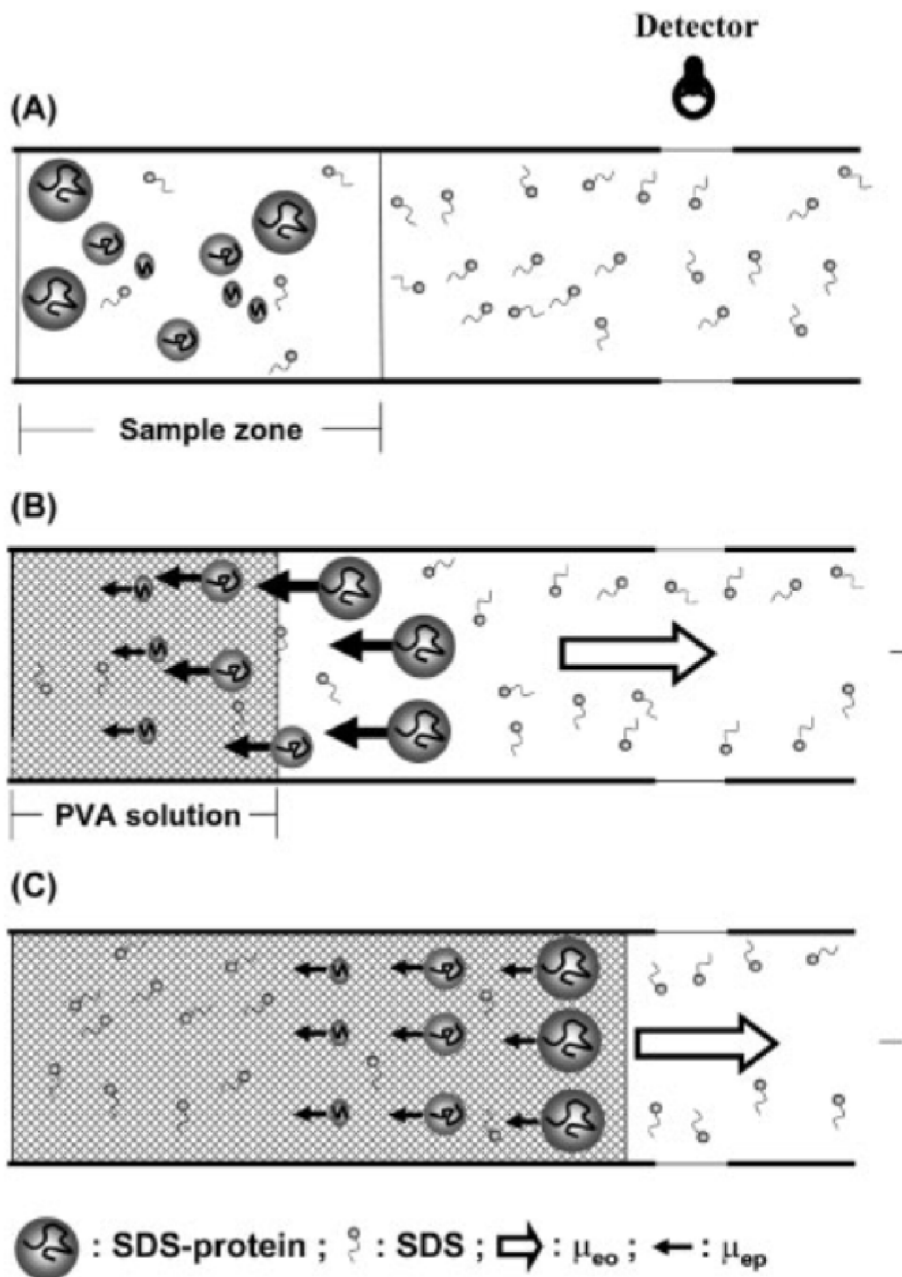 Detector
(A)
Sample zone
(B)
PVA solution
(C)
: SDS-protein ; : SDS ; : μeo ; : μep